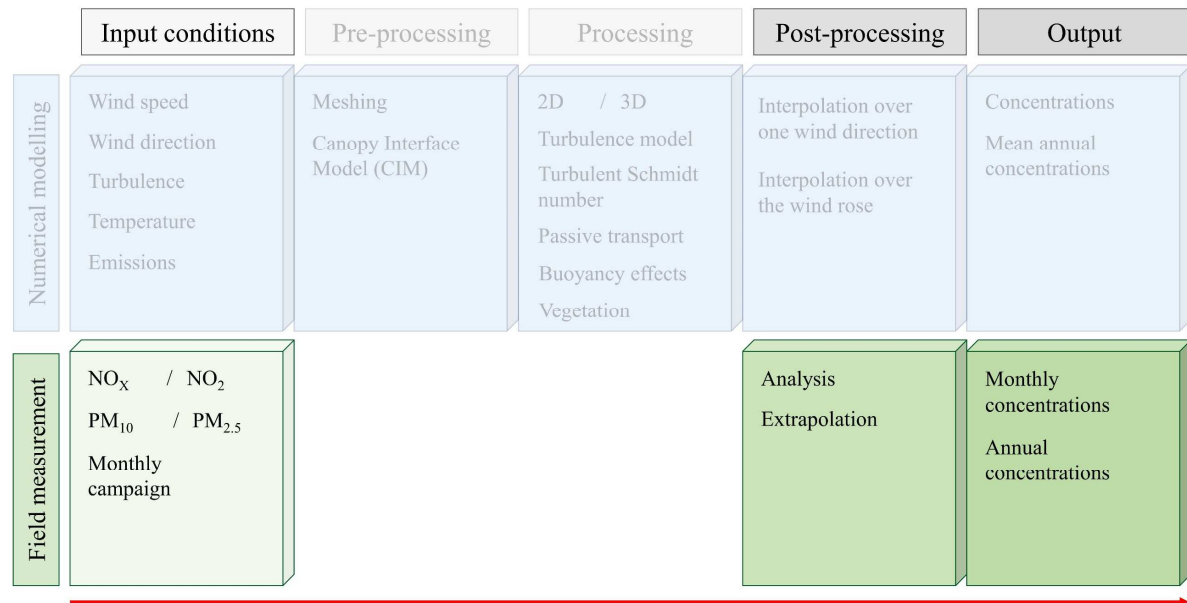 Input conditions
Pre-processing
Processing
Post-processing
Output
Numerical modelling
Wind speed
Wind direction
Turbulence
Temperature
Emissions
Meshing
Canopy Interface
Model (CIM)
2D / 3D
Turbulence model
Turbulent Schmidt
number
Passive transport
Buoyancy effects
Vegetation
Interpolation over
one wind direction
Interpolation over
the wind rose
Concentrations
Mean annual
concentrations
Field measurement
NOX / NO2
PM10 / PM2.5
Monthly
campaign
Analysis
Extrapolation
Monthly
concentrations
Annual
concentrations